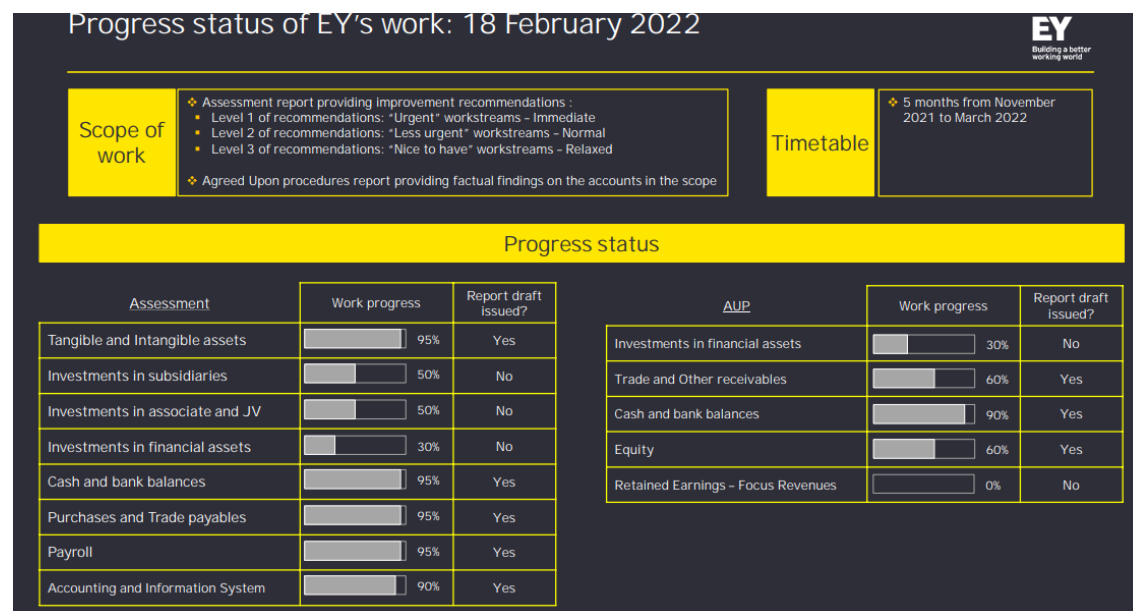 Progress status of EY's work: 18 February 2022
EY
Building a better
working world
Scope of
work
❖ Assessment report providing improvement recommendations :
▪ Level 1 of recommendations: "Urgent" workstreams – Immediate
▪ Level 2 of recommendations: "Less urgent" workstreams – Normal
▪ Level 3 of recommendations: "Nice to have" workstreams – Relaxed
❖ Agreed Upon procedures report providing factual findings on the accounts in the scope
Timetable
❖ 5 months from November
2021 to March 2022
Progress status
Assessment Work progress Report draft
issued?
Tangible and Intangible assets 95% Yes
Investments in subsidiaries 50% No
Investments in associate and JV 50% No
Investments in financial assets 30% No
Cash and bank balances 95% Yes
Purchases and Trade payables 95% Yes
Payroll 95% Yes
Accounting and Information System 90% Yes
AUP Work progress Report draft
issued?
Investments in financial assets 30% No
Trade and Other receivables 60% Yes
Cash and bank balances 90% Yes
Equity 60% Yes
Retained Earnings – Focus Revenues 0% No